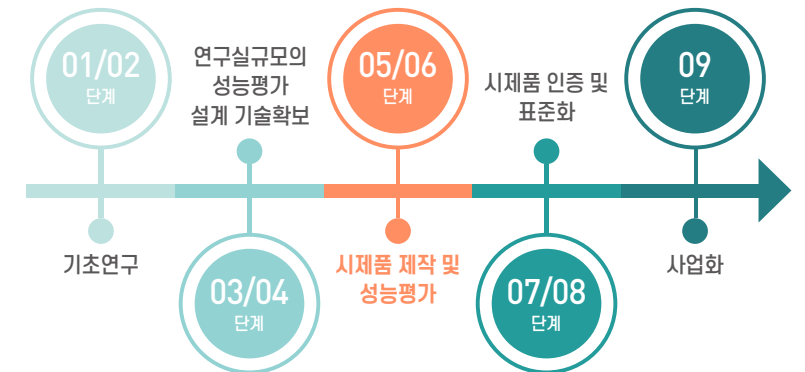 01/02
단계
기초연구
연구실규모의
성능평가
설계 기술확보
03/04
단계
05/06
단계
시제품 제작 및
성능평가
시제품 인증 및
표준화
07/08
단계
09
단계
사업화